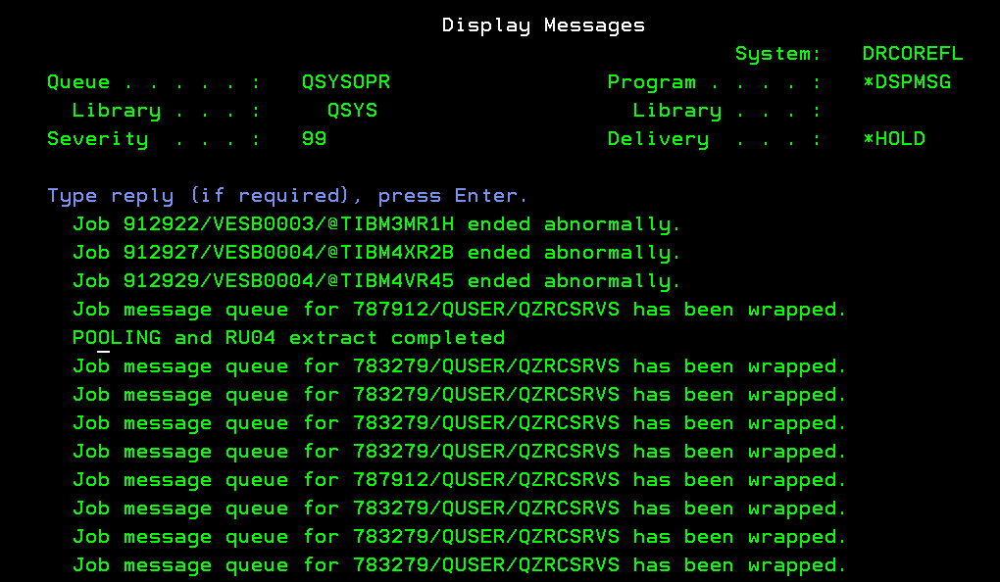 Display Messages
System:   DRCOREFL
Queue . . . . . :   QSYSOPR                 Program . . . . :   *DSPMSG
  Library . . . :     QSYS                    Library . . . :
Severity  . . . :   99                      Delivery  . . . :   *HOLD
Type reply (if required), press Enter.
Job 912922/VESB0003/@TIBM3MR1H ended abnormally.
Job 912927/VESB0004/@TIBM4XR2B ended abnormally.
Job 912929/VESB0004/@TIBM4VR45 ended abnormally.
Job message queue for 787912/QUSER/QZRCSRVS has been wrapped.
POOLING and RU04 extract completed
Job message queue for 783279/QUSER/QZRCSRVS has been wrapped.
Job message queue for 783279/QUSER/QZRCSRVS has been wrapped.
Job message queue for 783279/QUSER/QZRCSRVS has been wrapped.
Job message queue for 783279/QUSER/QZRCSRVS has been wrapped.
Job message queue for 787912/QUSER/QZRCSRVS has been wrapped.
Job message queue for 783279/QUSER/QZRCSRVS has been wrapped.
Job message queue for 783279/QUSER/QZRCSRVS has been wrapped.
Job message queue for 783279/QUSER/QZRCSRVS has been wrapped.